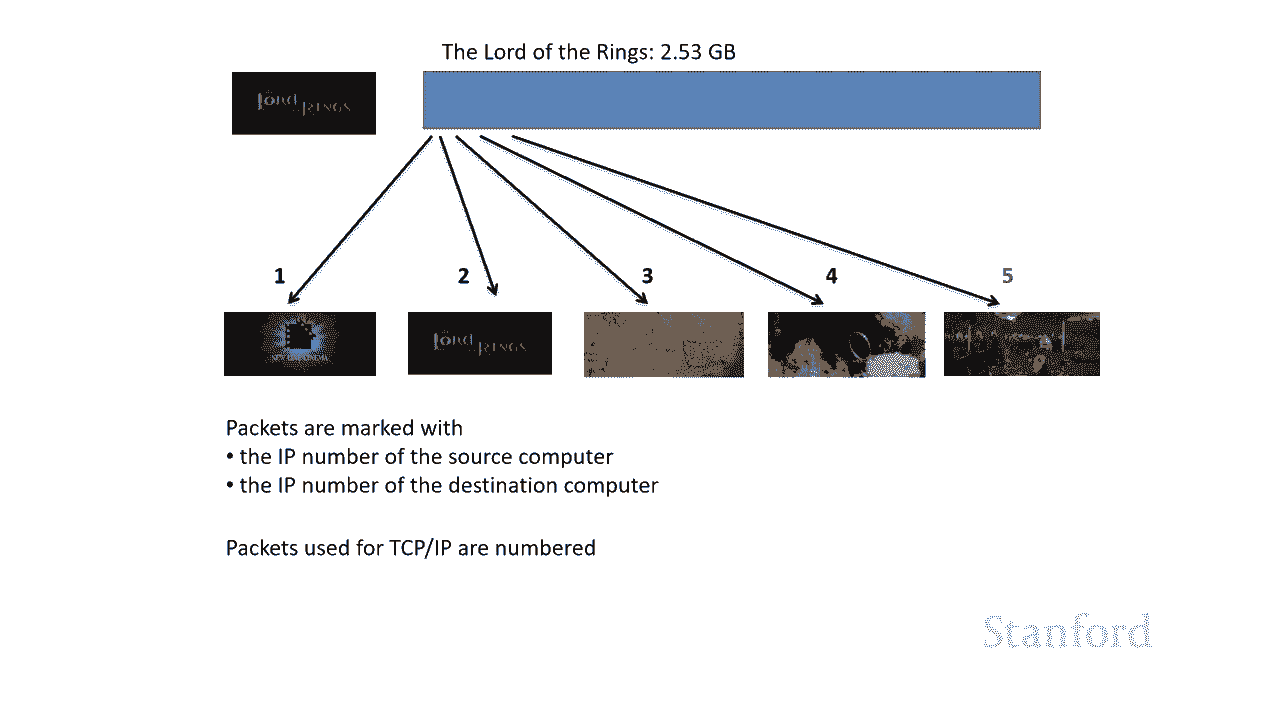 The Lord of the Rings: 2.53 GB
LORD
RINGS
1
2
3
4
5
LORD
RINGS
Packets are marked with
• the IP number of the source computer
• the IP number of the destination computer
Packets used for TCP/IP are numbered
Stanford